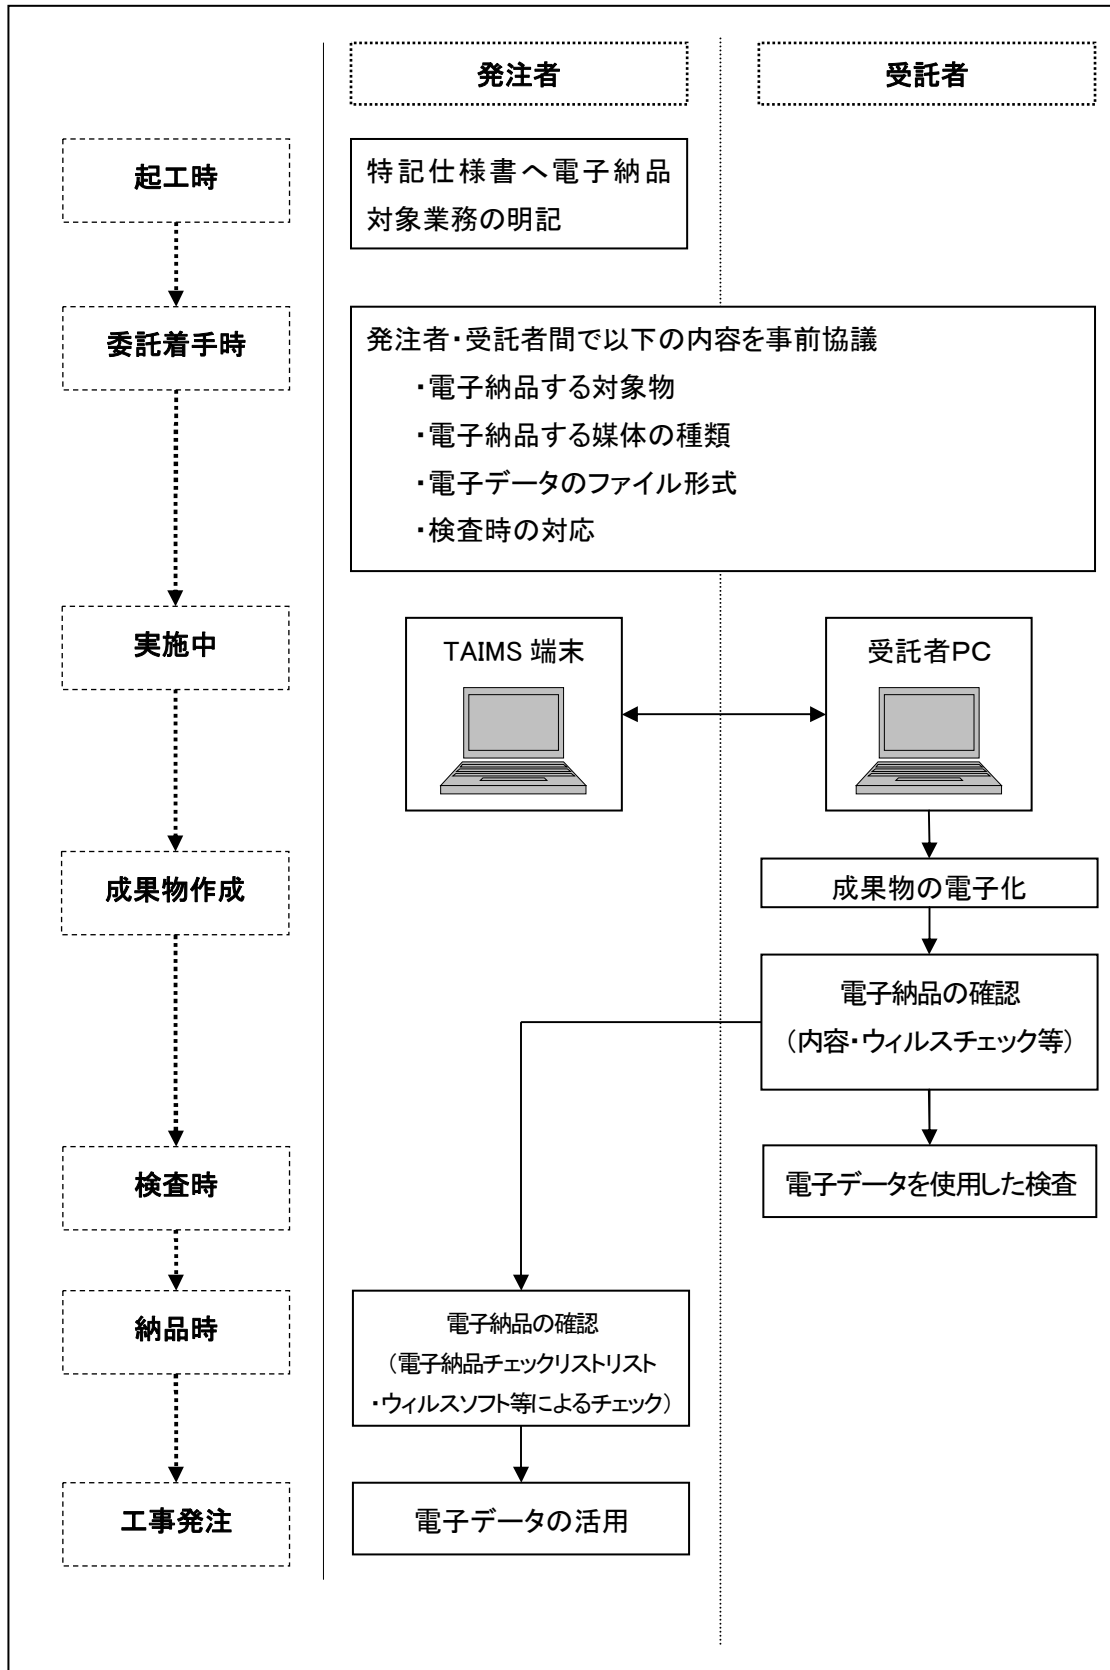 発注者
受託者
起工時
特記仕様書へ電子納品
対象業務の明記
委託着手時
発注者・受託者間で以下の内容を事前協議
・電子納品する対象物
・電子納品する媒体の種類
・電子データのファイル形式
・検査時の対応
実施中
TAIMS 端末
受託者PC
成果物作成
成果物の電子化
電子納品の確認
（内容・ウィルスチェック等）
検査時
電子データを使用した検査
納品時
電子納品の確認
（電子納品チェックリストリスト
・ウィルスソフト等によるチェック）
工事発注
電子データの活用